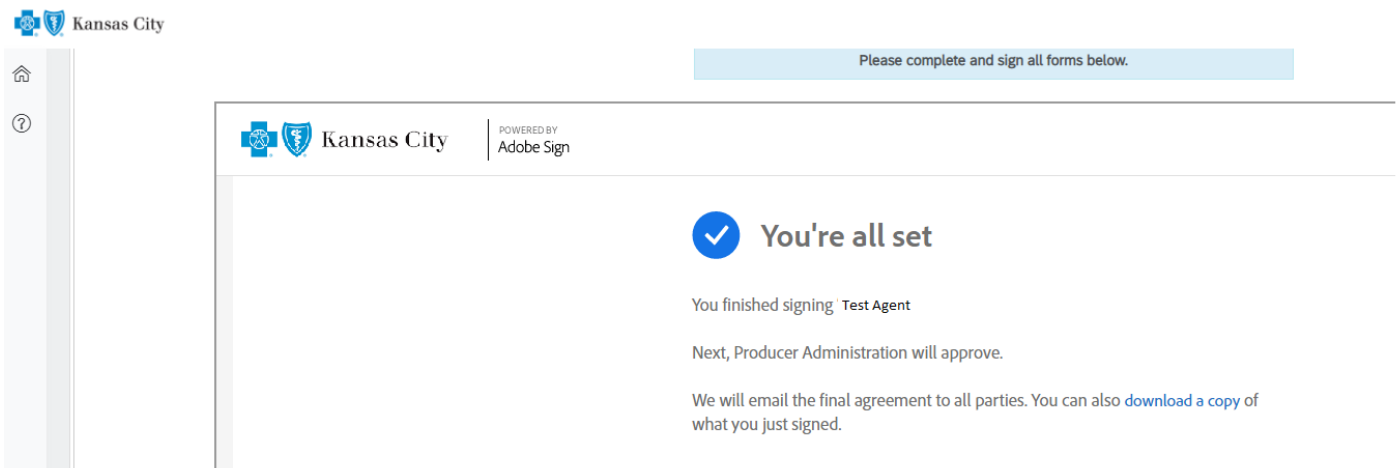 Kansas City
Please complete and sign all forms below.
Kansas City
POWERED BY
Adobe Sign
You're all set
You finished signing Test Agent
Next, Producer Administration will approve.
We will email the final agreement to all parties. You can also download a copy of
what you just signed.